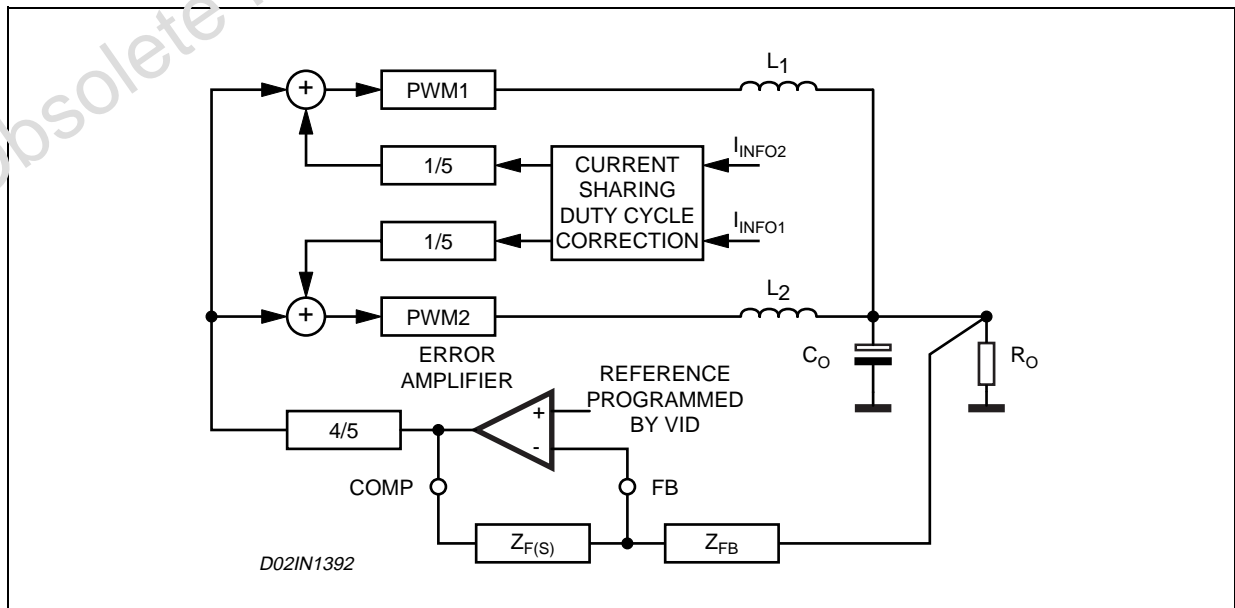 obsolete
L1
+
PWM1
1/5
CURRENT
SHARING
DUTY CYCLE
CORRECTION
IINFO2
1/5
IINFO1
L2
+
PWM2
ERROR
AMPLIFIER
REFERENCE
PROGRAMMED
BY VID
CO
RO
4/5
+
-
COMP
FB
ZF(S)
ZFB
D02IN1392